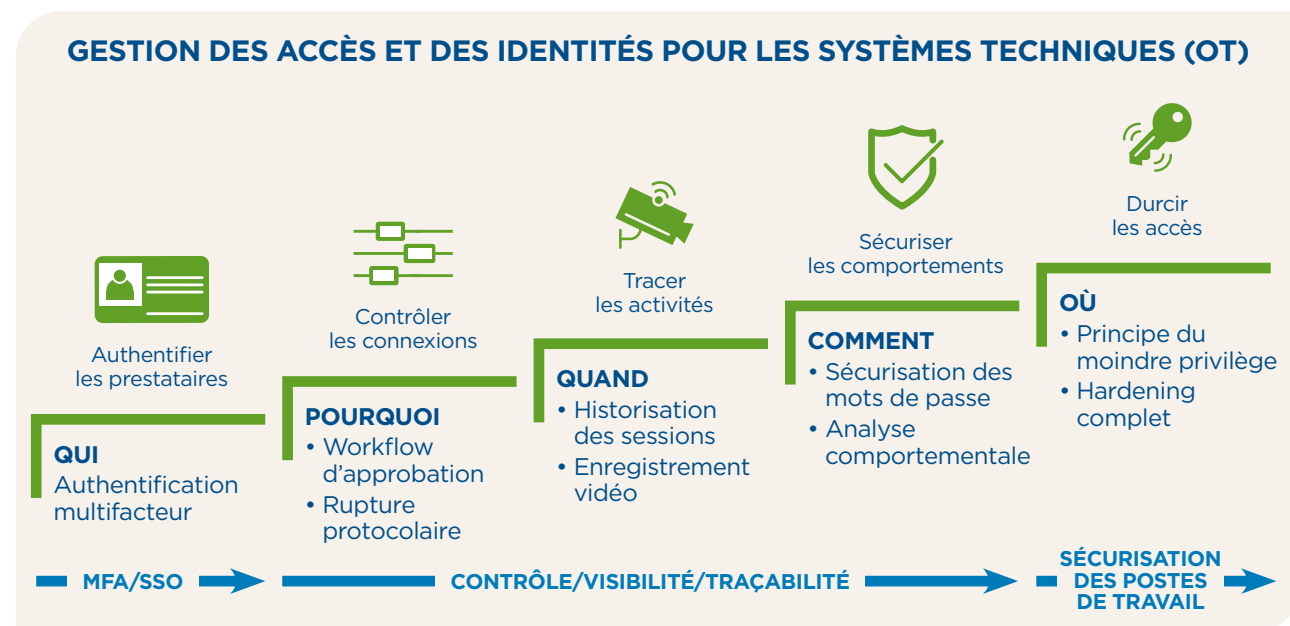 GESTION DES ACCÈS ET DES IDENTITÉS POUR LES SYSTÈMES TECHNIQUES (OT)
Authentifier
les prestataires
QUI
Authentification
multifacteur
Contrôler
les connexions
POURQUOI
• Workflow
d’approbation
• Rupture
protocolaire
Tracer
les activités
QUAND
• Historisation
des sessions
• Enregistrement
vidéo
Sécuriser
les comportements
COMMENT
• Sécurisation des
mots de passe
• Analyse
comportementale
Durcir
les accès
OÙ
• Principe du
moindre privilège
• Hardening
complet
MFA/SSO
CONTRÔLE/VISIBILITÉ/TRAÇABILITÉ
SÉCURISATION
DES POSTES
DE TRAVAIL